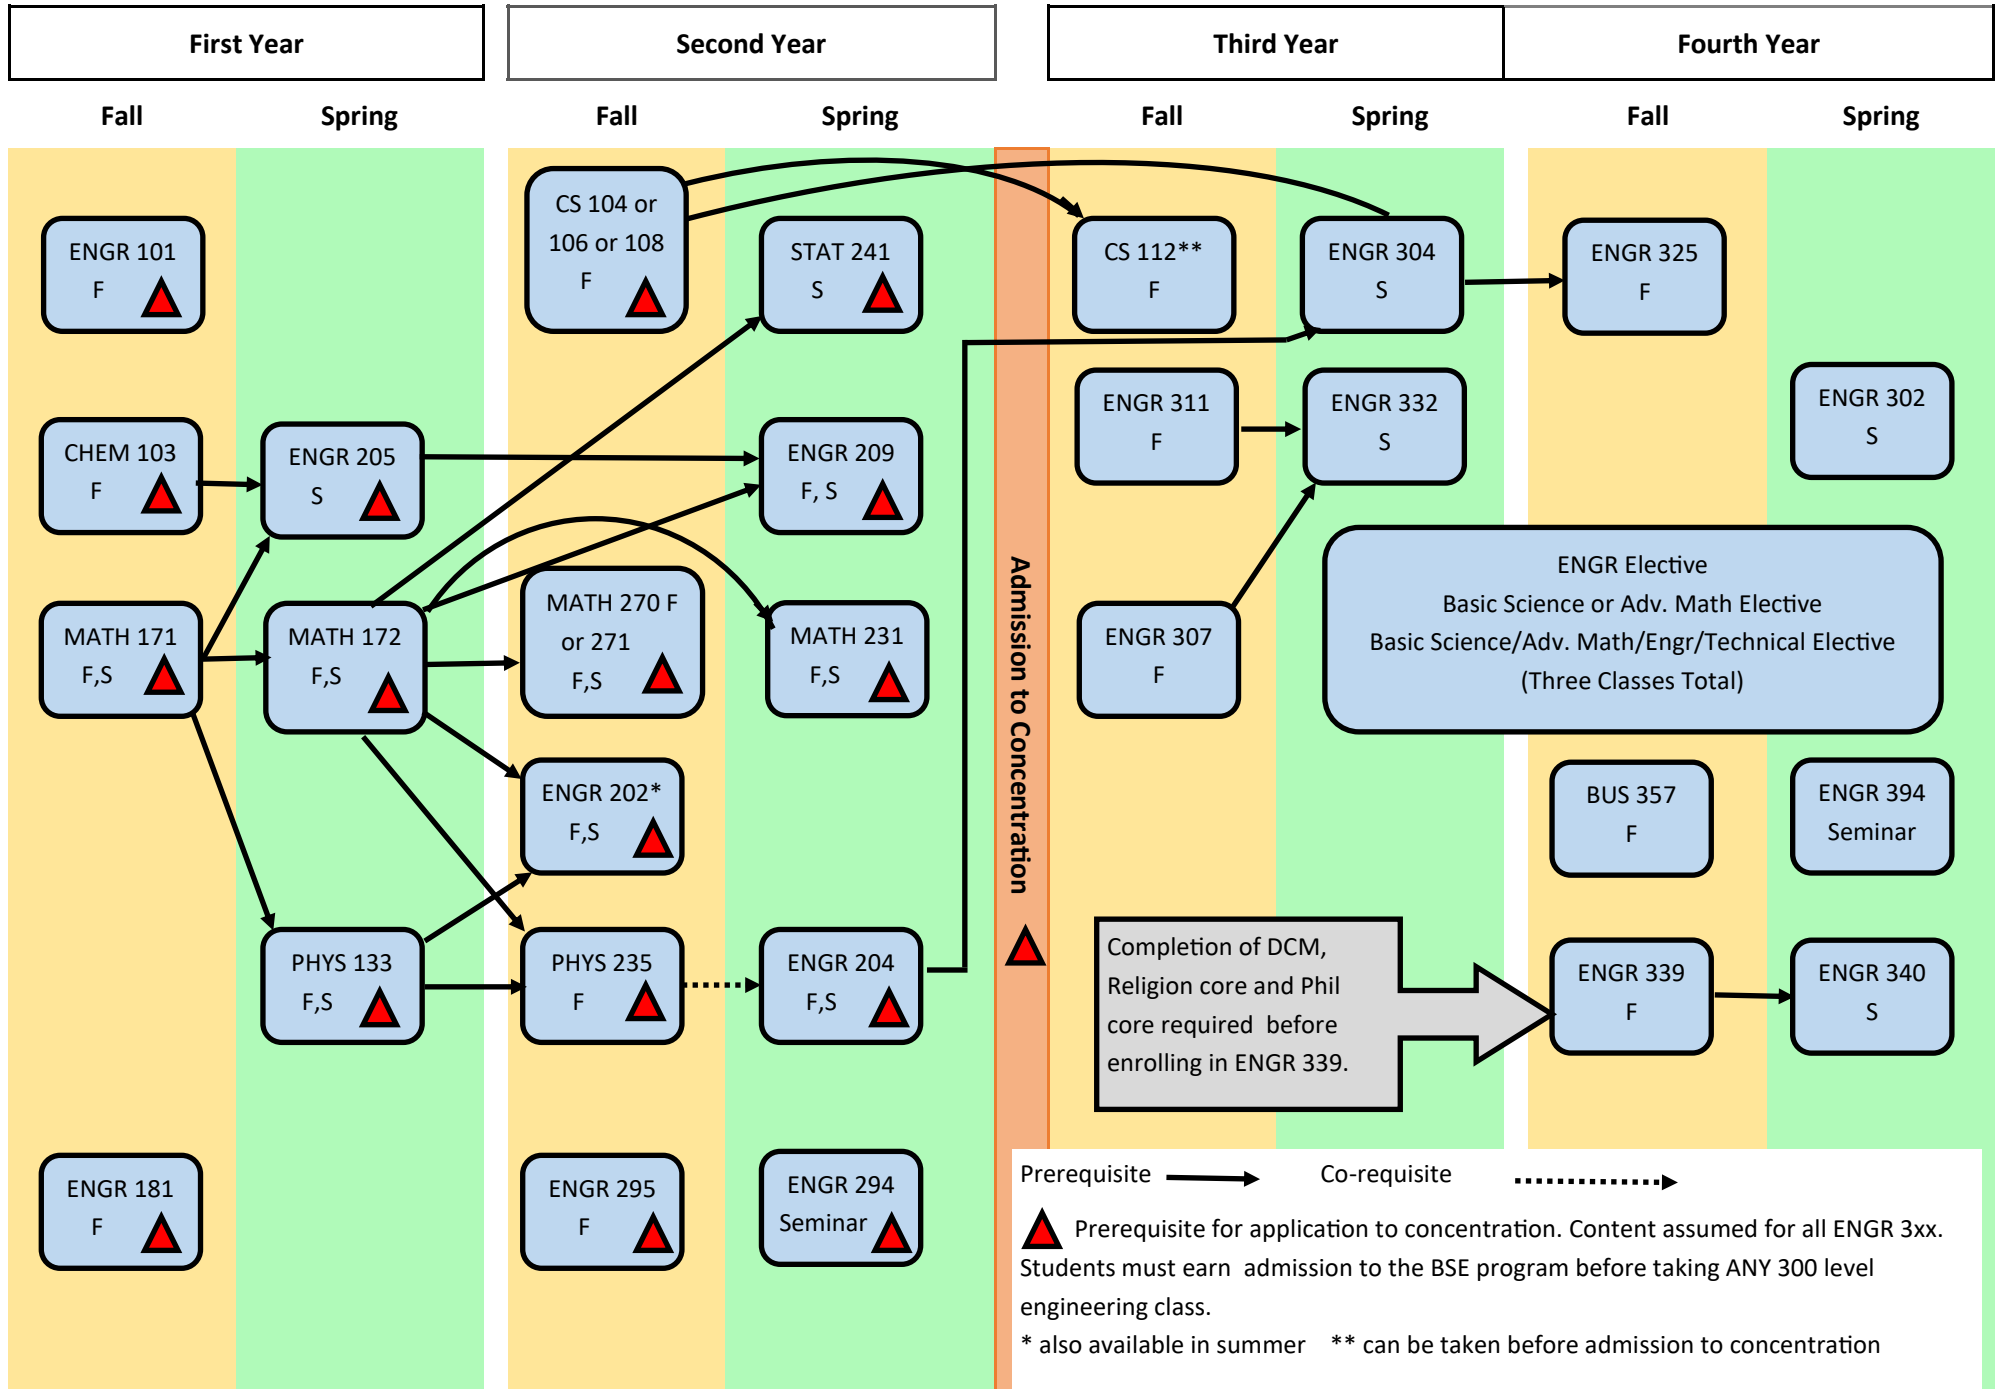 First Year
Second Year
Third Year
Fourth Year
Fall
Spring
Fall
Spring
Fall
Spring
Fall
Spring
ENGR 101
F
CHEM 103
F
MATH 171
F,S
ENGR 181
F
ENGR 205
S
MATH 172
F,S
PHYS 133
F,S
CS 104 or
106 or 108
F
MATH 270 F
or 271
F,S
ENGR 202*
F,S
PHYS 235
F
ENGR 295
F
STAT 241
S
ENGR 209
F, S
MATH 231
F,S
ENGR 204
F,S
ENGR 294
Seminar
Admission to Concentration
CS 112**
F
ENGR 311
F
ENGR 307
F
ENGR 304
S
ENGR 332
S
ENGR 325
F
ENGR 302
S
ENGR Elective
Basic Science or Adv. Math Elective
Basic Science/Adv. Math/Engr/Technical Elective
(Three Classes Total)
BUS 357
F
ENGR 394
Seminar
Completion of DCM,
Religion core and Phil
core required before
enrolling in ENGR 339.
ENGR 339
F
ENGR 340
S
Prerequisite
Co-requisite
Prerequisite for application to concentration. Content assumed for all ENGR 3xx.
Students must earn admission to the BSE program before taking ANY 300 level
engineering class.
* also available in summer ** can be taken before admission to concentration